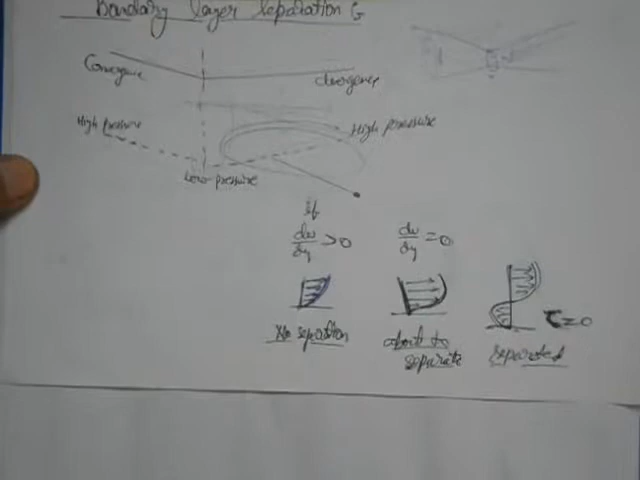 Boundary layer Separation G
Convergence
divergence
High pressure
High pressure
Low pressure
if
du/dy > 0
du/dy = 0
τ = 0
No separation
about to
separate
separated